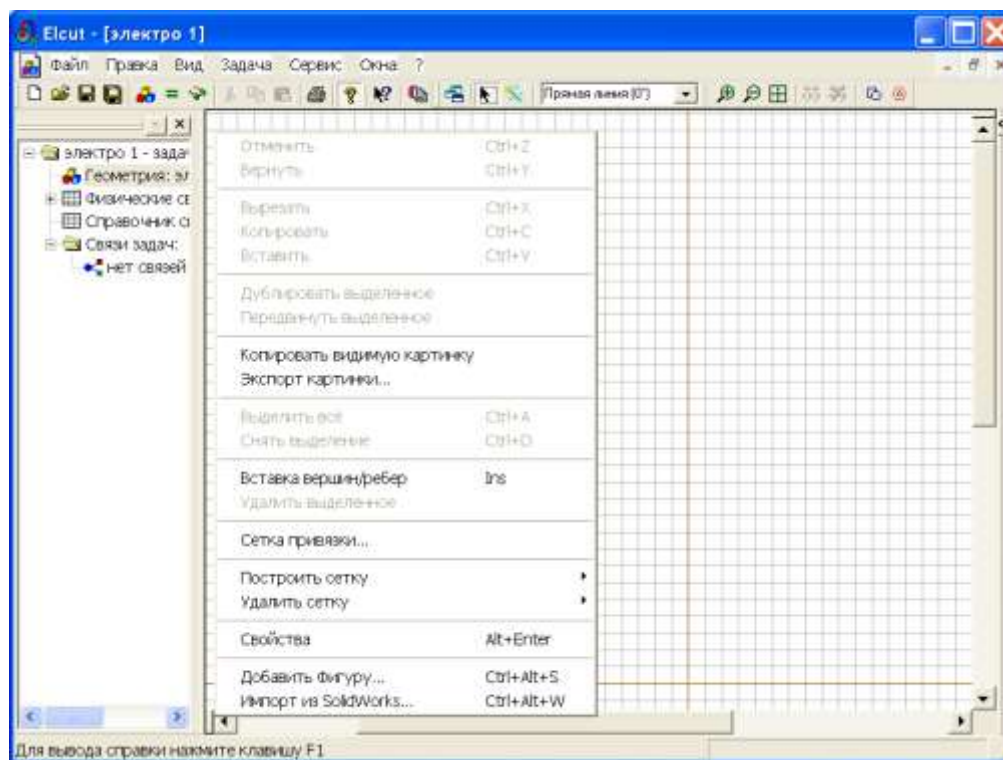 Elcut - [электро 1]
Файл Правка Вид Задача Сервис Окна ?
Прямая линия (0°)
электро 1 - задач
Геометрия: эл
Физические св
Справочник с
Связи задач:
нет связей
Отменить Ctrl+Z
Вернуть Ctrl+Y
Вырезать Ctrl+X
Копировать Ctrl+C
Вставить Ctrl+V
Дублировать выделенное
Передвинуть выделенное
Копировать видимую картинку
Экспорт картинки...
Выделить все Ctrl+A
Снять выделение Ctrl+D
Вставка вершин/ребер Ins
Удалить выделенное
Сетка привязки...
Построить сетку
Удалить сетку
Свойства Alt+Enter
Добавить Фигуру... Ctrl+Alt+S
Импорт из SolidWorks... Ctrl+Alt+W
Для вывода справки нажмите клавишу F1